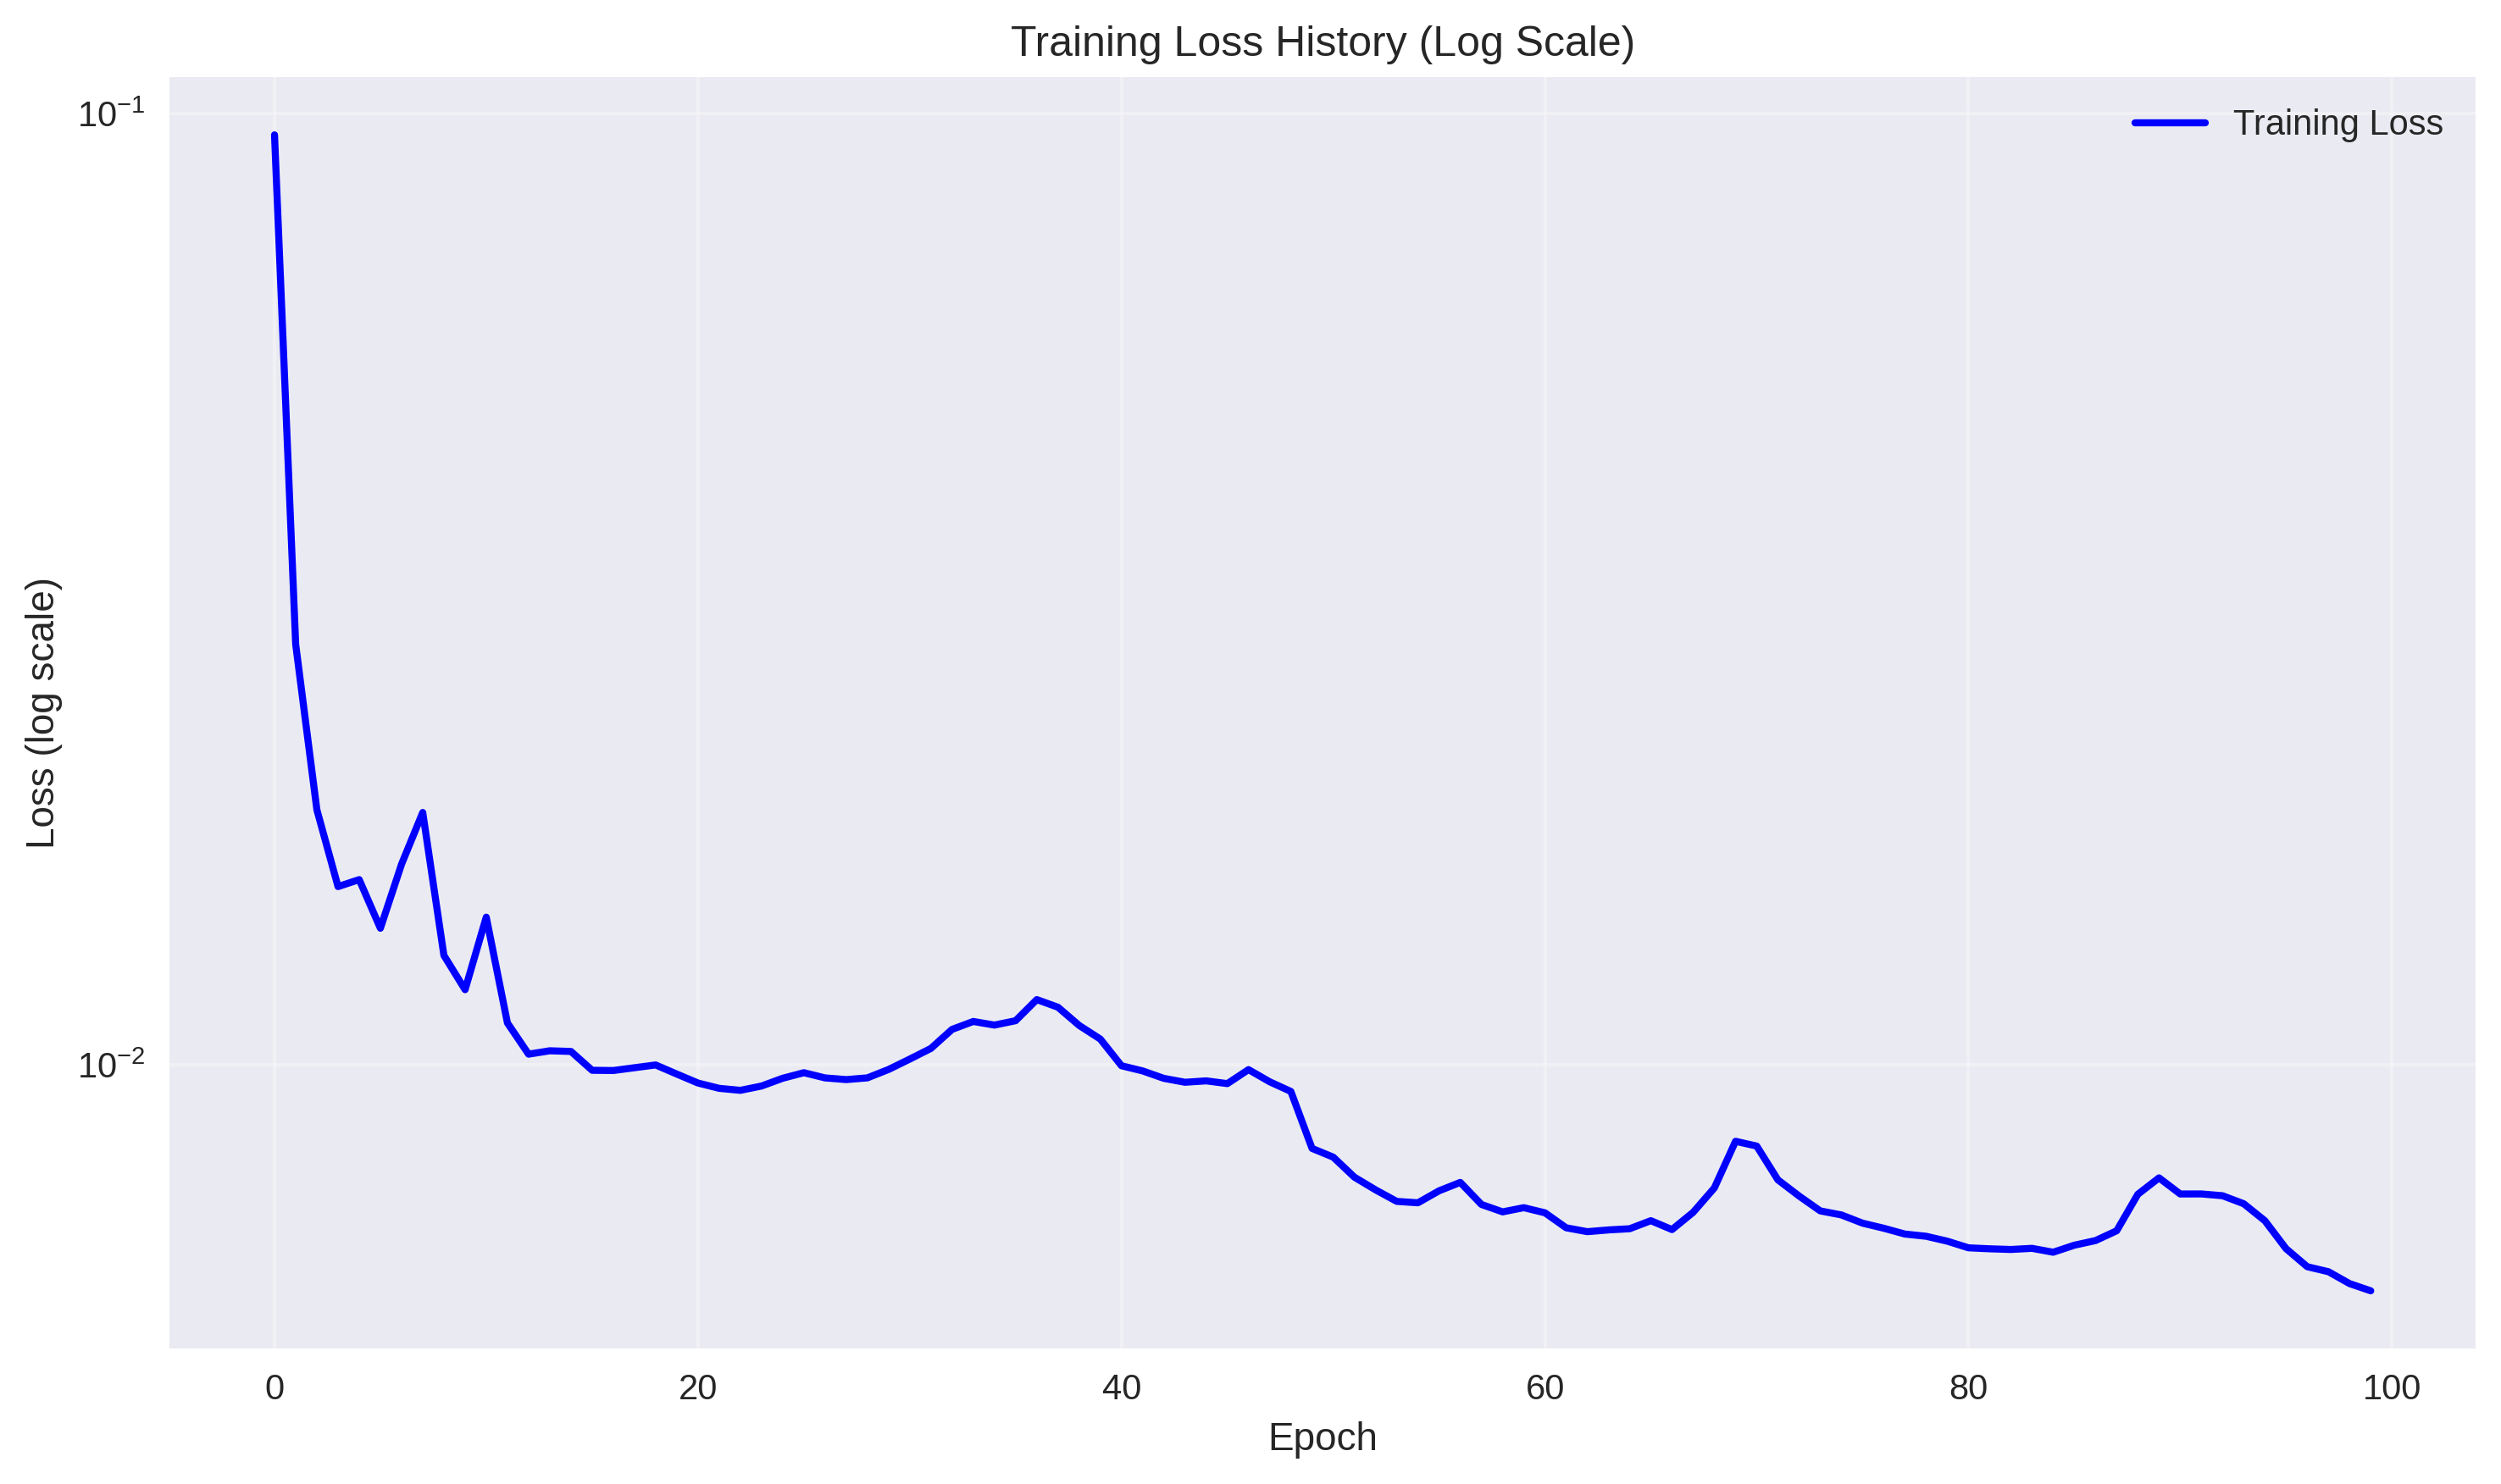 Training Loss History (Log Scale)
10⁻¹
Training Loss
Loss (log scale)
10⁻²
0 20 40 60 80 100
Epoch